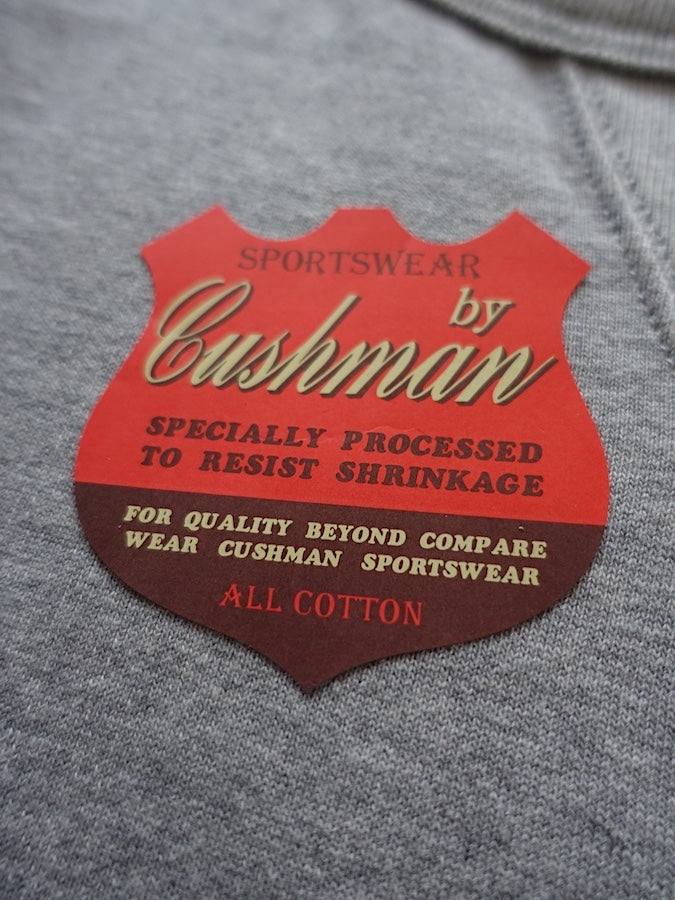 SPORTSWEAR
by
Cushman
SPECIALLY PROCESSED
TO RESIST SHRINKAGE
FOR QUALITY BEYOND COMPARE
WEAR CUSHMAN SPORTSWEAR
ALL COTTON